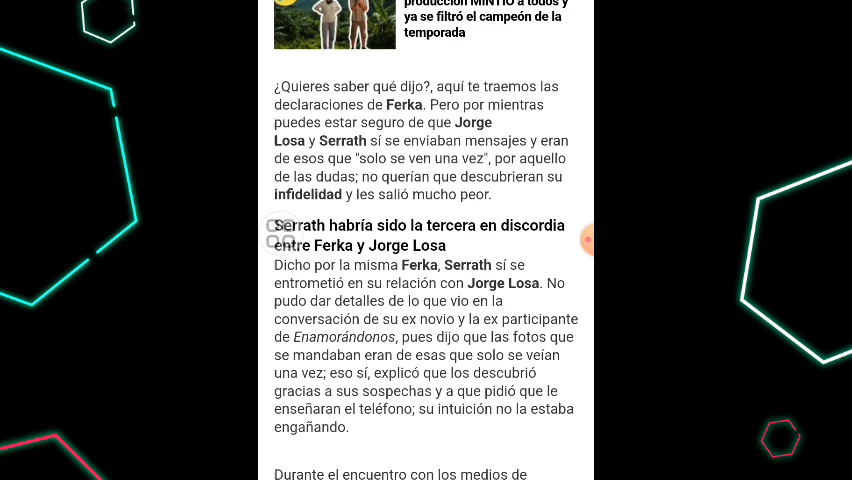 producción MINTIÓ a todos y
ya se filtró el campeón de la
temporada
¿Quieres saber qué dijo?, aquí te traemos las
declaraciones de Ferka. Pero por mientras
puedes estar seguro de que Jorge
Losa y Serrath sí se enviaban mensajes y eran
de esos que "solo se ven una vez", por aquello
de las dudas; no querían que descubrieran su
infidelidad y les salió mucho peor.
Serrath habría sido la tercera en discordia
entre Ferka y Jorge Losa
Dicho por la misma Ferka, Serrath sí se
entrometió en su relación con Jorge Losa. No
pudo dar detalles de lo que vio en la
conversación de su ex novio y la ex participante
de Enamorándonos, pues dijo que las fotos que
se mandaban eran de esas que solo se veían
una vez; eso sí, explicó que los descubrió
gracias a sus sospechas y a que pidió que le
enseñaran el teléfono; su intuición no la estaba
engañando.
Durante el encuentro con los medios de